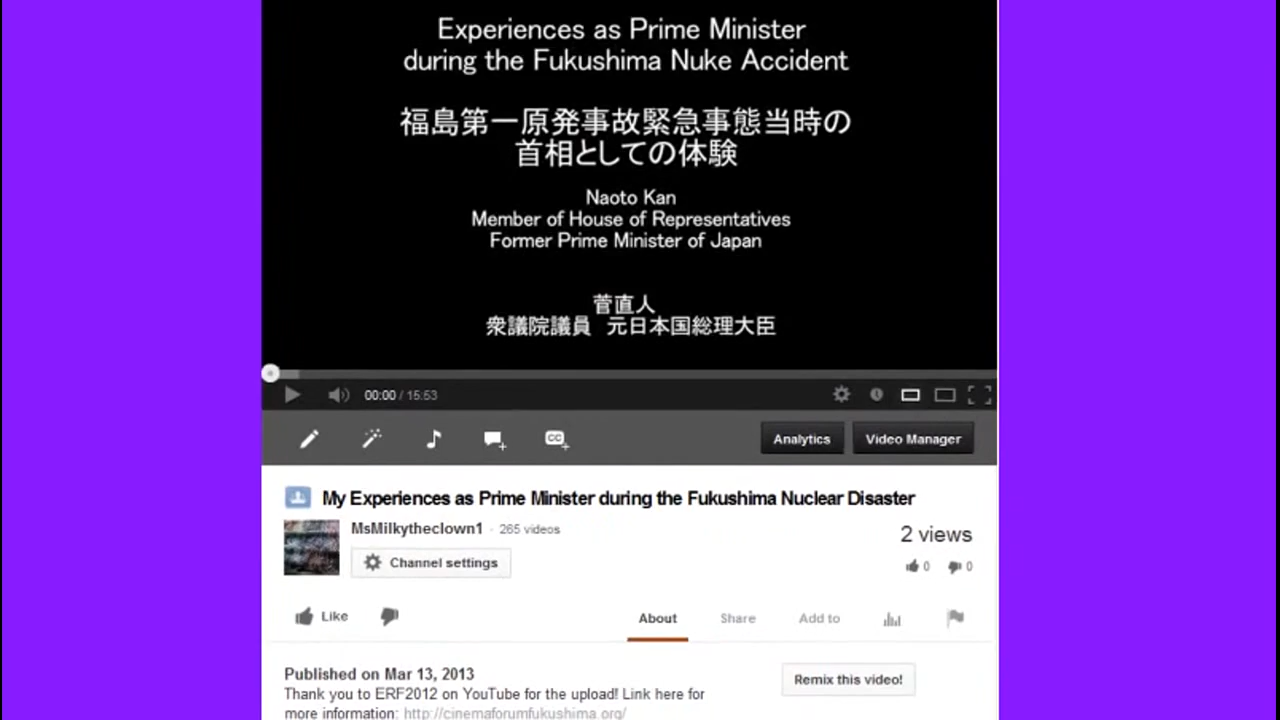 Experiences as Prime Minister
during the Fukushima Nuke Accident
福島第一原発事故緊急事態当時の
首相としての体験
Naoto Kan
Member of House of Representatives
Former Prime Minister of Japan
菅直人
衆議院議員　元日本国総理大臣
00:00 / 15:53
CC
Analytics
Video Manager
My Experiences as Prime Minister during the Fukushima Nuclear Disaster
MsMilkytheclown1 · 265 videos
2 views
Channel settings
0 0
Like
About Share Add to
Published on Mar 13, 2013
Remix this video!
Thank you to ERF2012 on YouTube for the upload! Link here for
more information: http://cinemaforumfukushima.org/